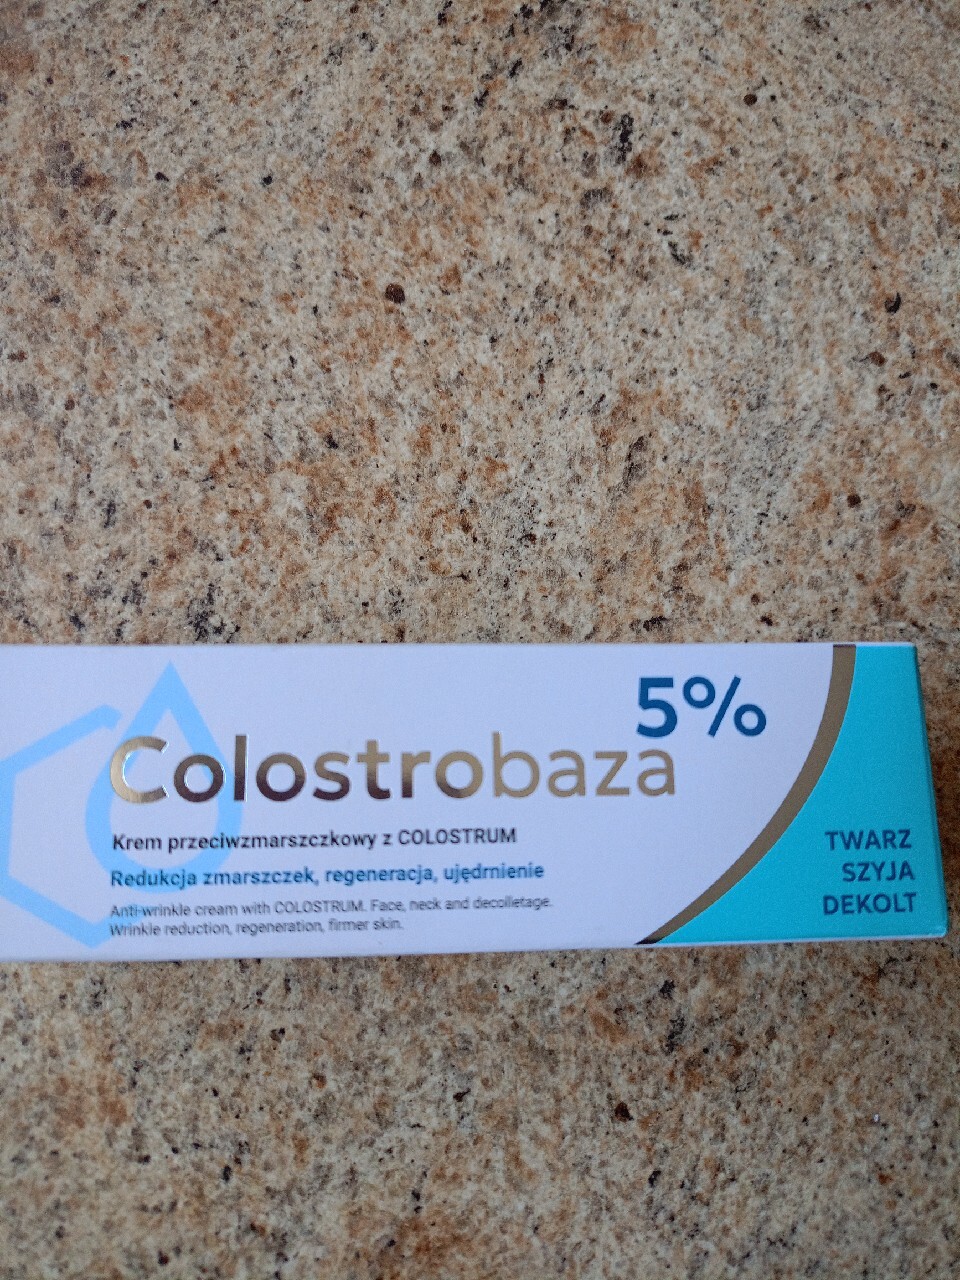 5%
Colostrobaza
Krem przeciwzmarszczkowy z COLOSTRUM
Redukcja zmarszczek, regeneracja, ujędrnienie
Anti-wrinkle cream with COLOSTRUM. Face, neck and decolletage.
Wrinkle reduction, regeneration, firmer skin.
TWARZ
SZYJA
DEKOLT